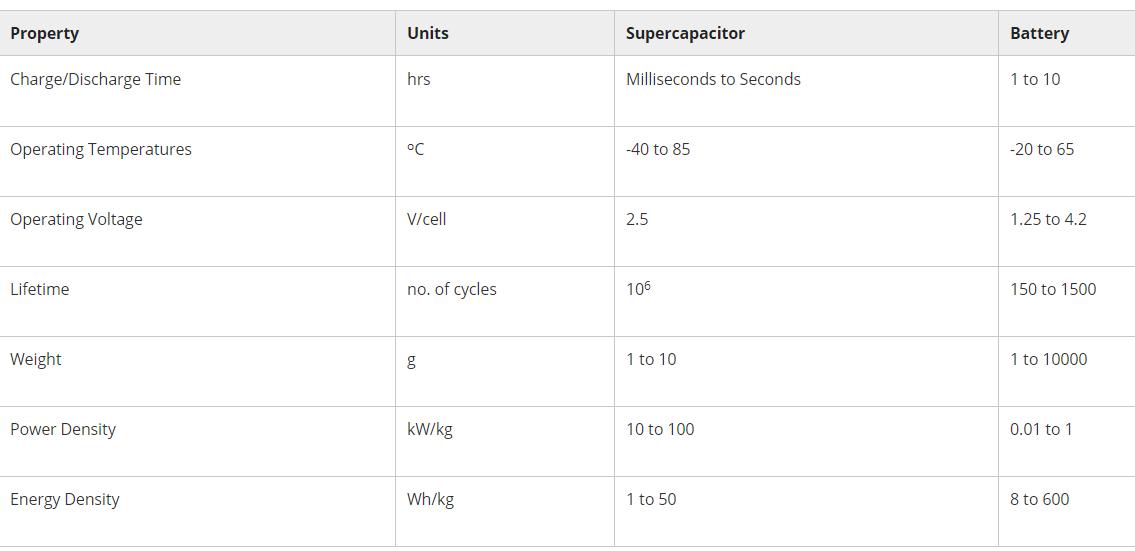 Property Units Supercapacitor Battery
Charge/Discharge Time hrs Milliseconds to Seconds 1 to 10
Operating Temperatures ºC -40 to 85 -20 to 65
Operating Voltage V/cell 2.5 1.25 to 4.2
Lifetime no. of cycles 10⁶ 150 to 1500
Weight g 1 to 10 1 to 10000
Power Density kW/kg 10 to 100 0.01 to 1
Energy Density Wh/kg 1 to 50 8 to 600